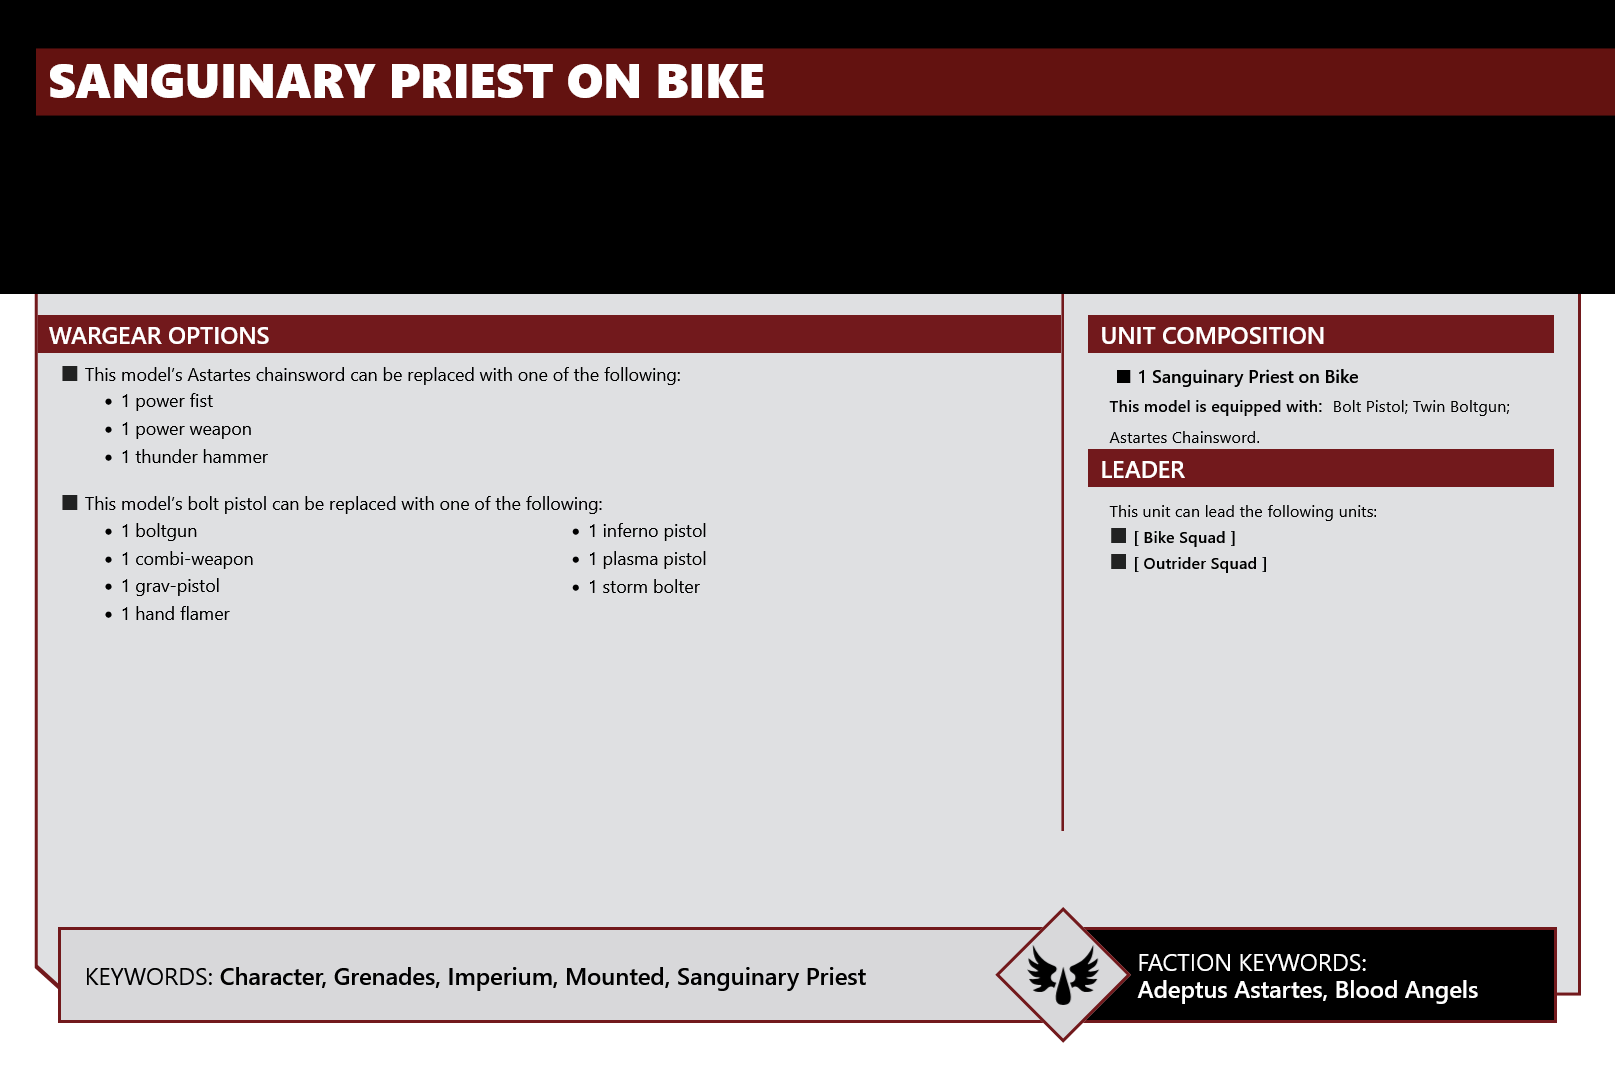 SANGUINARY PRIEST ON BIKE
WARGEAR OPTIONS
This model's Astartes chainsword can be replaced with one of the following:
1 power fist
1 power weapon
1 thunder hammer
This model's bolt pistol can be replaced with one of the following:
1 boltgun
1 combi-weapon
1 grav-pistol
1 hand flamer
1 inferno pistol
1 plasma pistol
1 storm bolter
UNIT COMPOSITION
1 Sanguinary Priest on Bike
This model is equipped with: Bolt Pistol; Twin Boltgun;
Astartes Chainsword.
LEADER
This unit can lead the following units:
[ Bike Squad ]
[ Outrider Squad ]
KEYWORDS: Character, Grenades, Imperium, Mounted, Sanguinary Priest
FACTION KEYWORDS:
Adeptus Astartes, Blood Angels